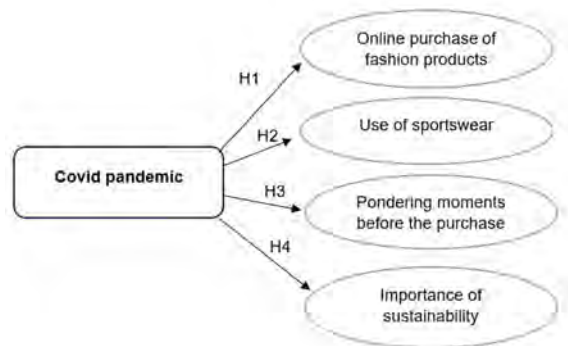 Online purchase of
fashion products
H1
Use of sportswear
H2
Covid pandemic
H3
Pondering moments
before the purchase
H4
Importance of
sustainability